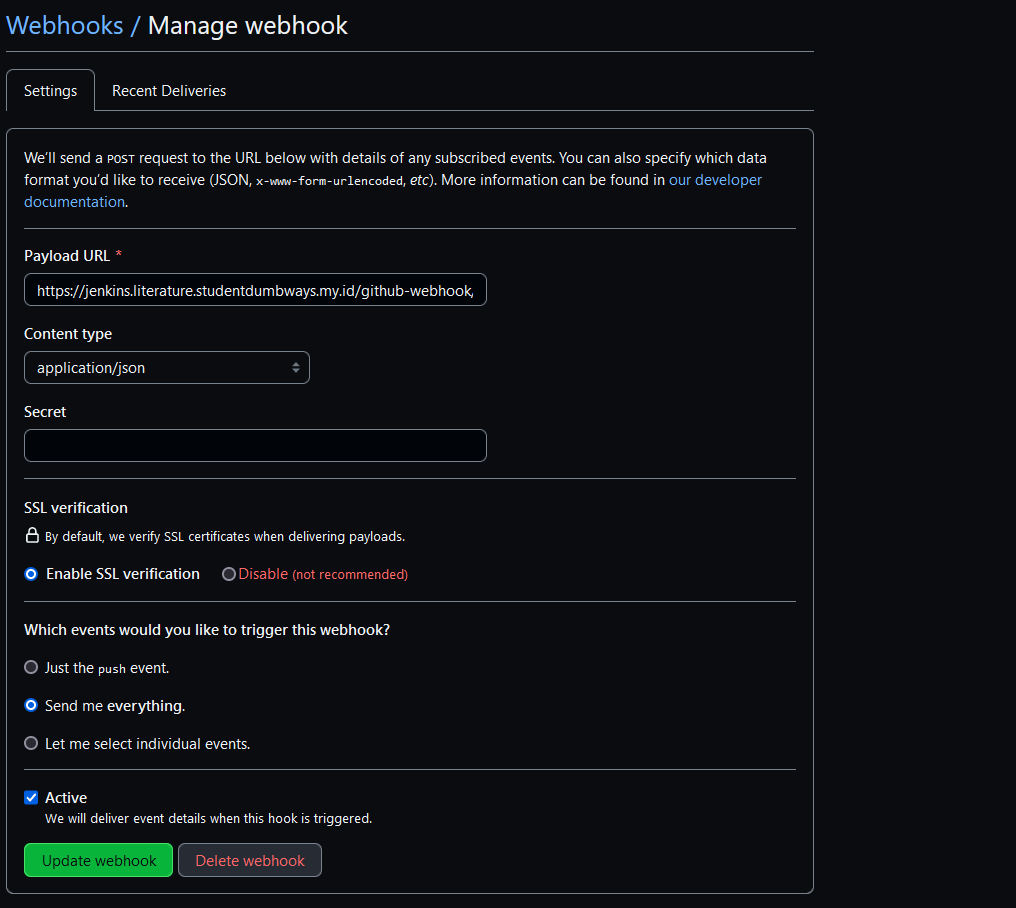 Webhooks / Manage webhook
Settings
Recent Deliveries
We'll send a POST request to the URL below with details of any subscribed events. You can also specify which data
format you'd like to receive (JSON, x-www-form-urlencoded, etc). More information can be found in our developer
documentation.
Payload URL *
https://jenkins.literature.studentdumbways.my.id/github-webhook/
Content type
application/json
Secret
SSL verification
By default, we verify SSL certificates when delivering payloads.
Enable SSL verification
Disable (not recommended)
Which events would you like to trigger this webhook?
Just the push event.
Send me everything.
Let me select individual events.
Active
We will deliver event details when this hook is triggered.
Update webhook
Delete webhook